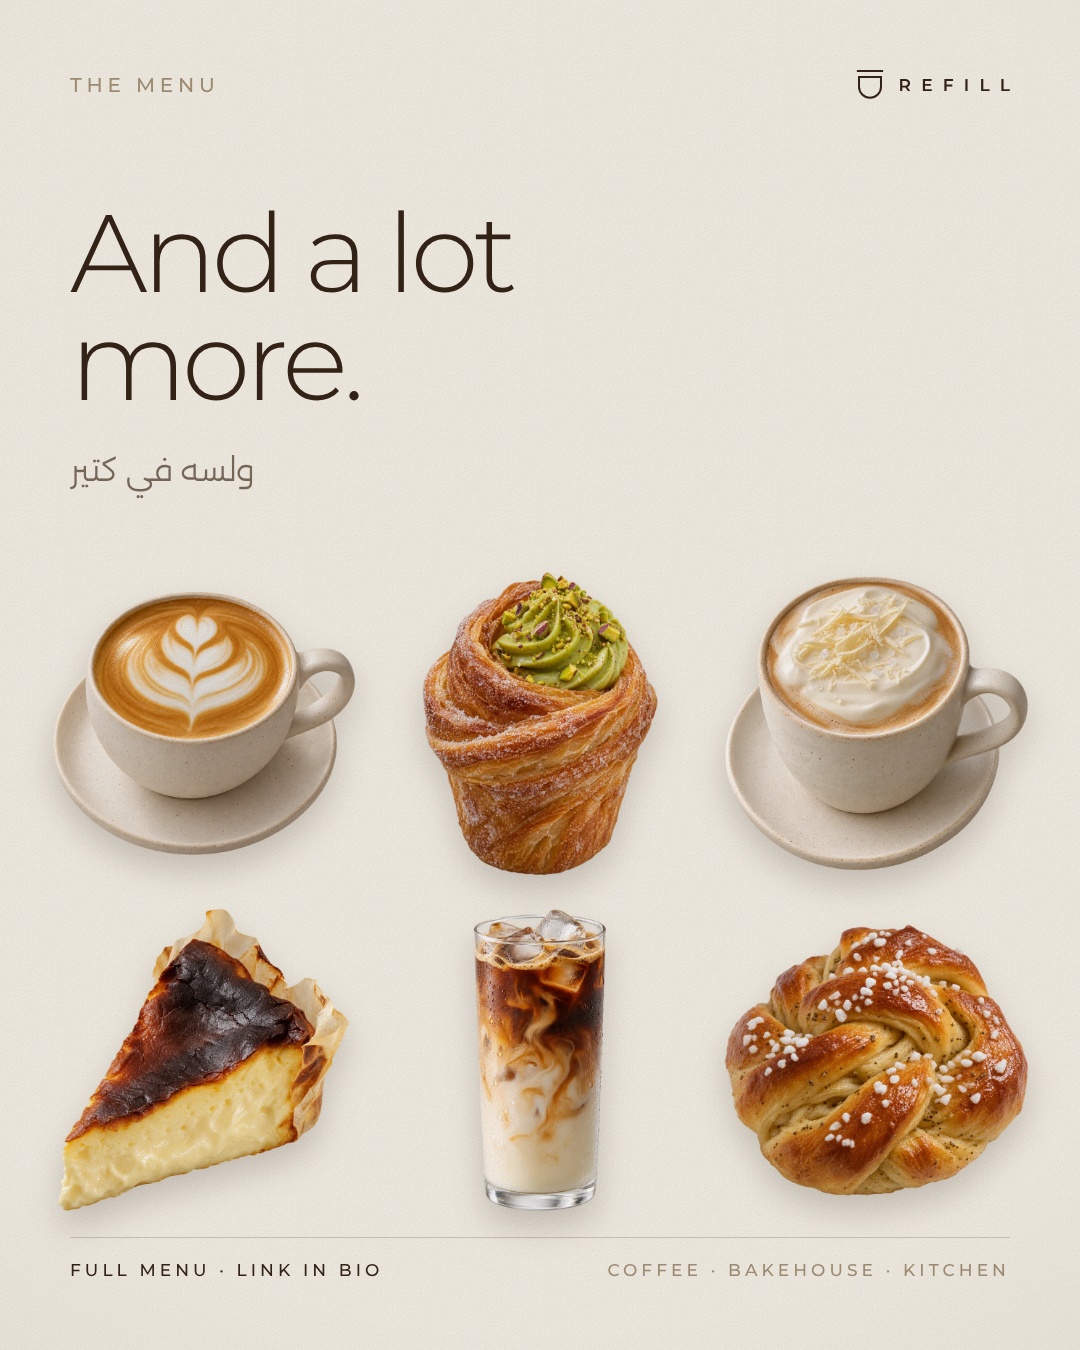 THE MENU
REFILL
And a lot
more.
ولسه في كتير
FULL MENU · LINK IN BIO
COFFEE · BAKEHOUSE · KITCHEN